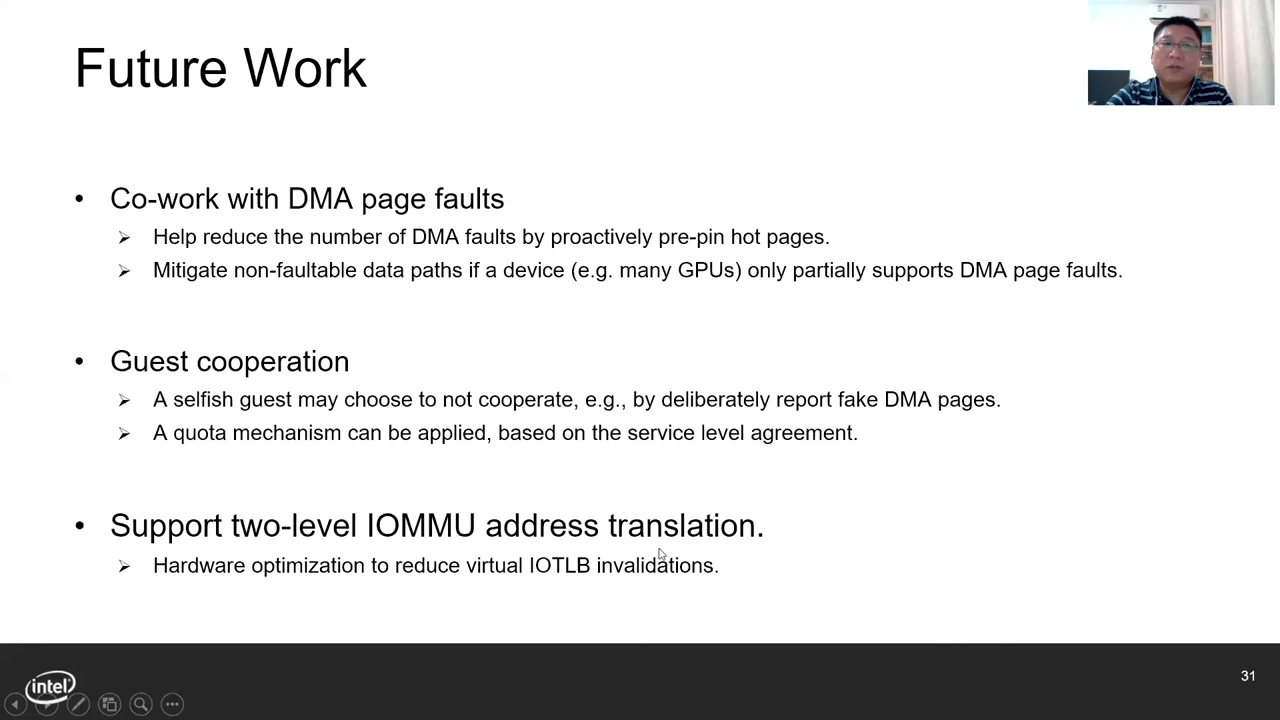 Future Work
• Co-work with DMA page faults
➢ Help reduce the number of DMA faults by proactively pre-pin hot pages.
➢ Mitigate non-faultable data paths if a device (e.g. many GPUs) only partially supports DMA page faults.
• Guest cooperation
➢ A selfish guest may choose to not cooperate, e.g., by deliberately report fake DMA pages.
➢ A quota mechanism can be applied, based on the service level agreement.
• Support two-level IOMMU address translation.
➢ Hardware optimization to reduce virtual IOTLB invalidations.
intel
31